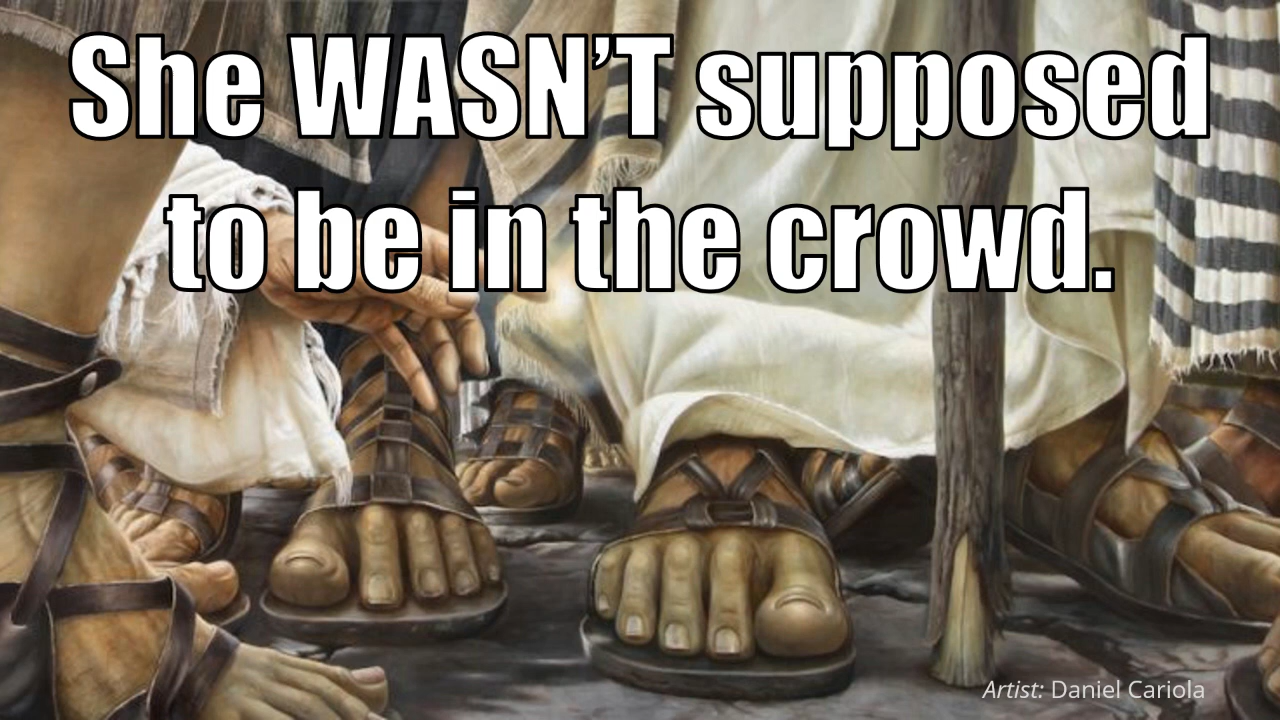 She WASN’T supposed
to be in the crowd.
Artist: Daniel Cariola